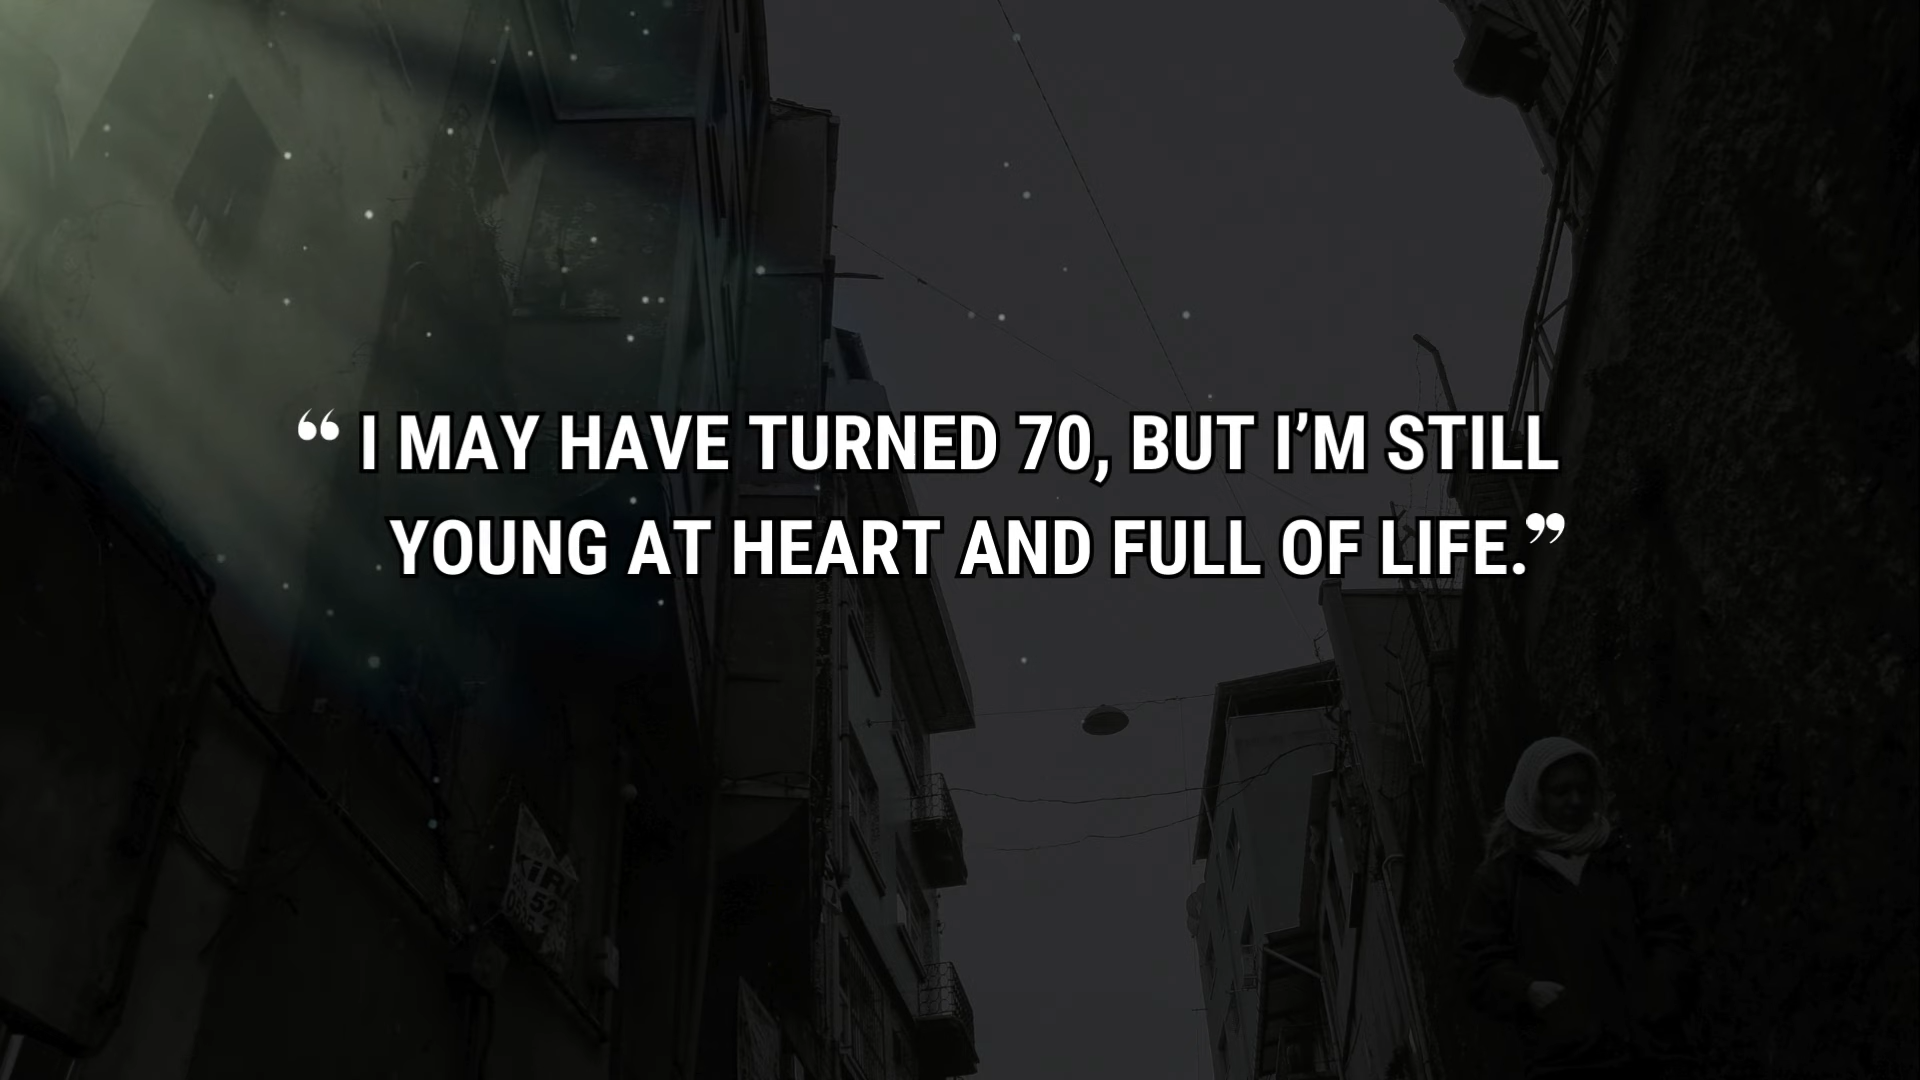 “ I MAY HAVE TURNED 70, BUT I’M STILL
YOUNG AT HEART AND FULL OF LIFE.”